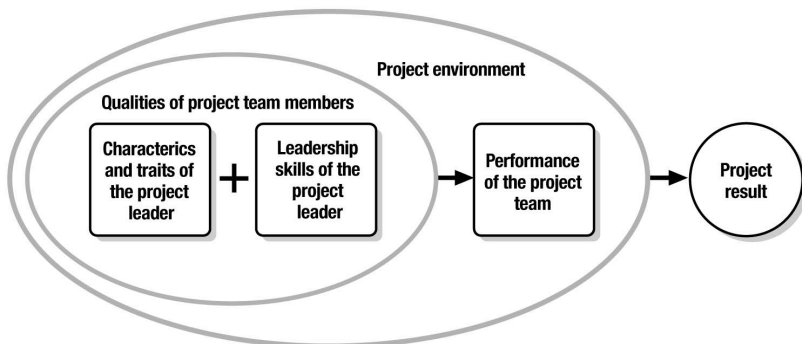 Project environment
Qualities of project team members
Characterics
and traits of
the project
leader
+
Leadership
skills of the
project
leader
Performance
of the project
team
Project
result